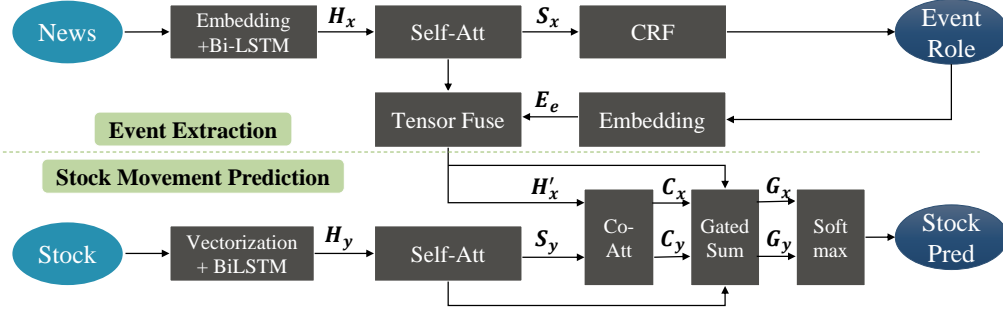 News
Embedding
+Bi-LSTM
H_x
Self-Att
S_x
CRF
Event
Role
Tensor Fuse
E_e
Embedding
Event Extraction
Stock Movement Prediction
H'_x
C_x
G_x
Stock
Vectorization
+ BiLSTM
H_y
Self-Att
S_y
Co-
Att
C_y
Gated
Sum
G_y
Soft
max
Stock
Pred